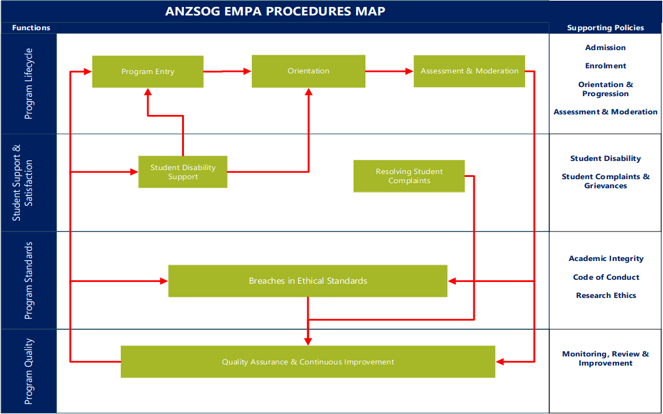 ANZSOG EMPA PROCEDURES MAP
Functions
Supporting Policies
Program Lifecycle
Program Entry
Orientation
Assessment & Moderation
Admission
Enrolment
Orientation &
Progression
Assessment & Moderation
Student Support &
Satisfaction
Student Disability
Support
Resolving Student
Complaints
Student Disability
Student Complaints &
Grievances
Program Standards
Breaches in Ethical Standards
Academic Integrity
Code of Conduct
Research Ethics
Program Quality
Quality Assurance & Continuous Improvement
Monitoring, Review &
Improvement